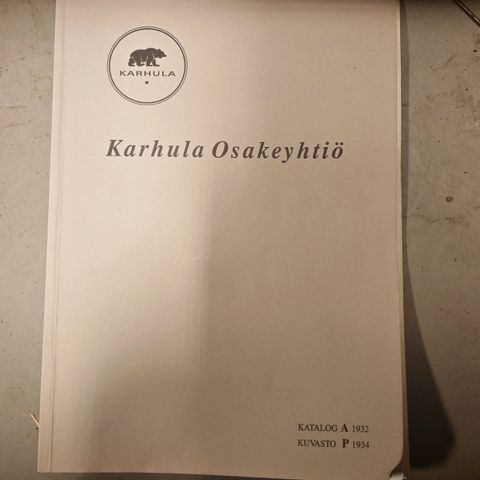 KARHULA
Karhula Osakeyhtiö
KATALOG A 1932
KUVASTO P 1934